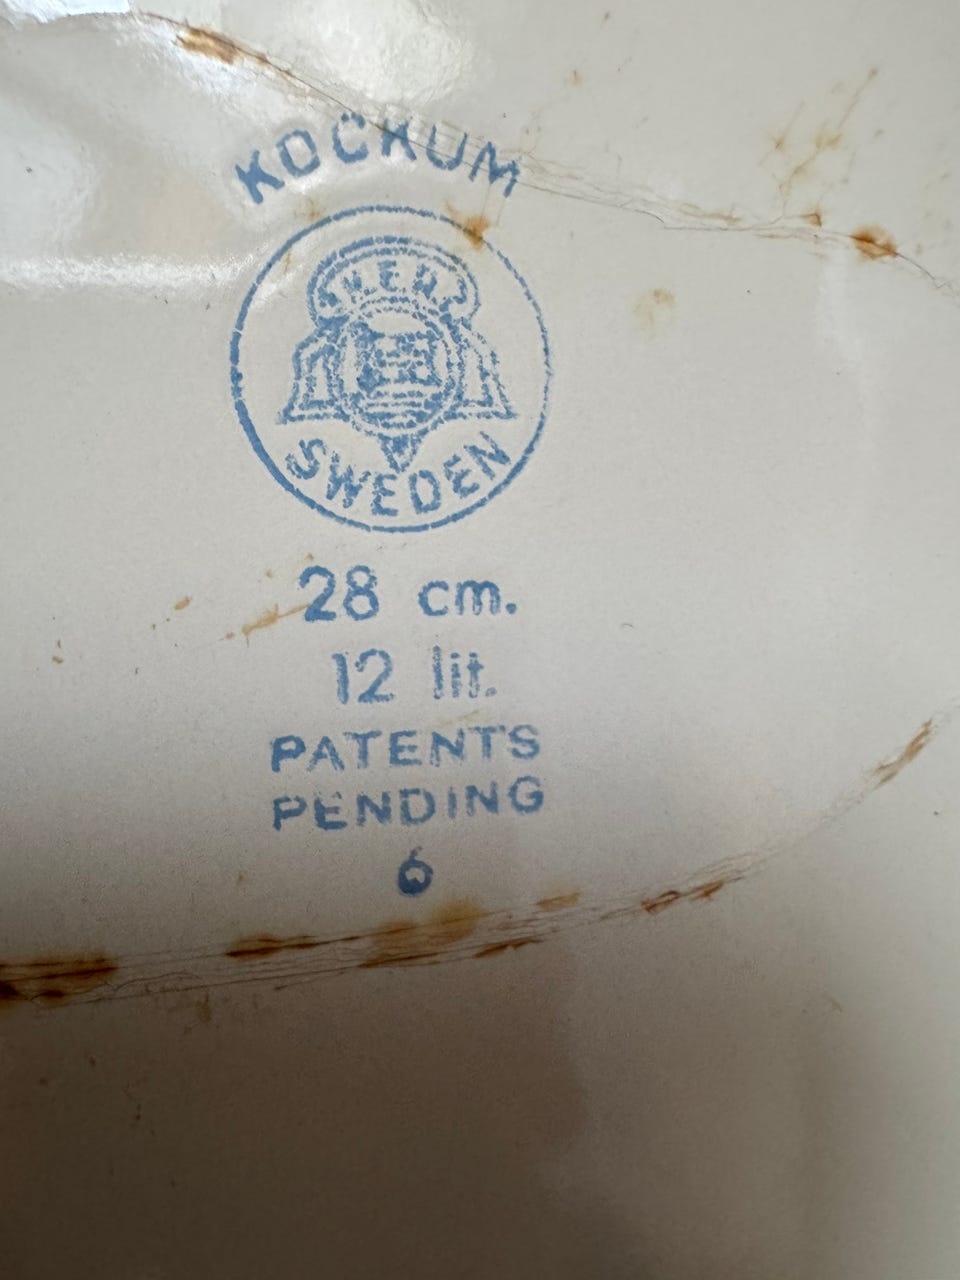 KOCKUM
SWEDEN
28 cm.
12 lit.
PATENTS
PENDING
6